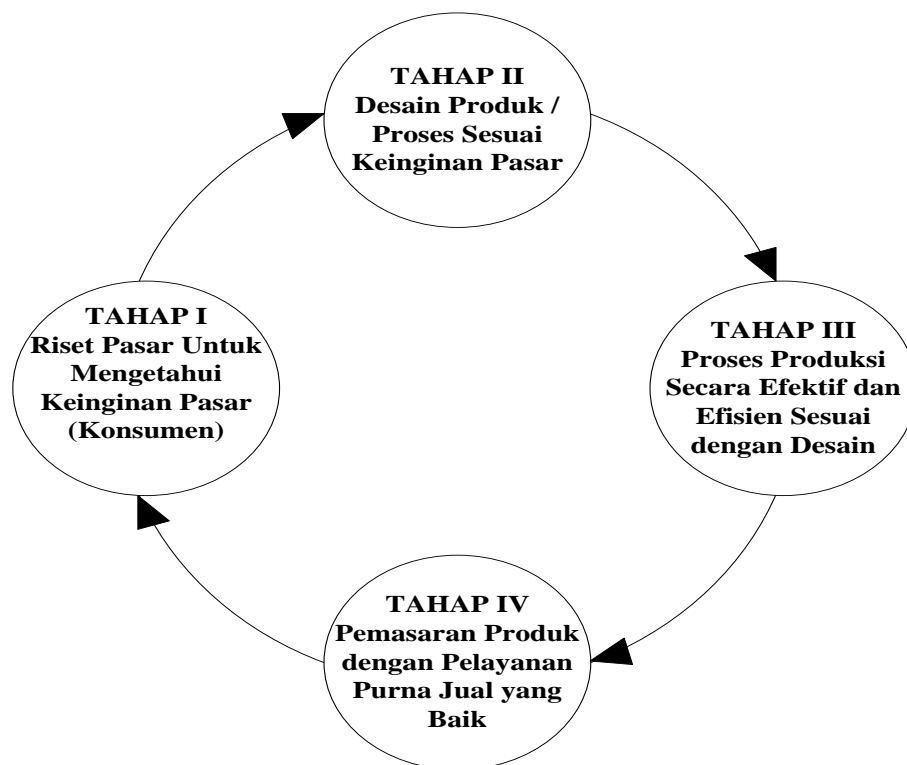 TAHAP II
Desain Produk /
Proses Sesuai
Keinginan Pasar
TAHAP I
Riset Pasar Untuk
Mengetahui
Keinginan Pasar
(Konsumen)
TAHAP III
Proses Produksi
Secara Efektif dan
Efisien Sesuai
dengan Desain
TAHAP IV
Pemasaran Produk
dengan Pelayanan
Purna Jual yang
Baik